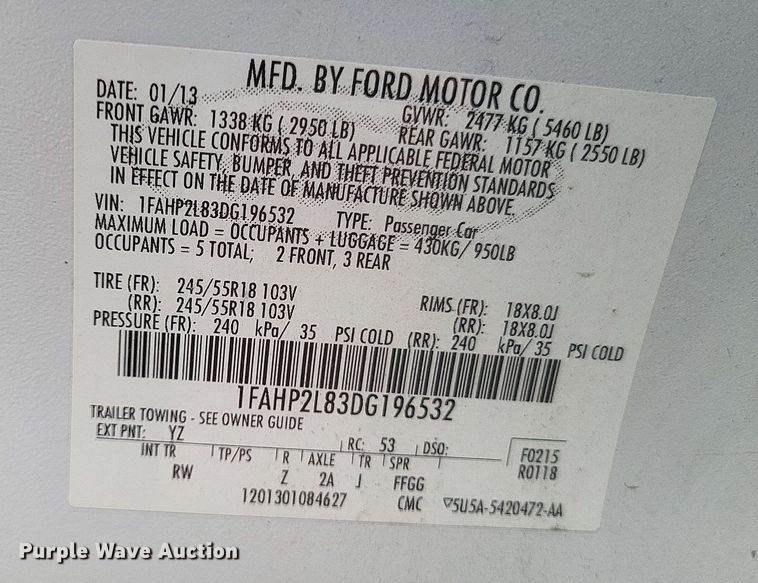 MFD. BY FORD MOTOR CO.
DATE: 01/13 GVWR: 2477 KG ( 5460 LB)
FRONT GAWR: 1338 KG ( 2950 LB) REAR GAWR: 1157 KG ( 2550 LB)
THIS VEHICLE CONFORMS TO ALL APPLICABLE FEDERAL MOTOR
VEHICLE SAFETY, BUMPER, AND THEFT PREVENTION STANDARDS
IN EFFECT ON THE DATE OF MANUFACTURE SHOWN ABOVE.
VIN: 1FAHP2L83DG196532 TYPE: Passenger Car
MAXIMUM LOAD = OCCUPANTS + LUGGAGE = 430KG/ 950LB
OCCUPANTS = 5 TOTAL; 2 FRONT, 3 REAR
TIRE (FR): 245/55R18 103V RIMS (FR): 18X8.0J
(RR): 245/55R18 103V (RR): 18X8.0J
PRESSURE (FR): 240 kPa/ 35 PSI COLD (RR): 240 kPa/ 35 PSI COLD
1FAHP2L83DG196532
TRAILER TOWING - SEE OWNER GUIDE
EXT PNT: YZ RC: 53 DSO: F0215
INT TR TP/PS R AXLE TR SPR R0118
RW Z 2A J FFGG
1201301084627 CMC ▽5U5A-5420472-AA
Purple Wave Auction